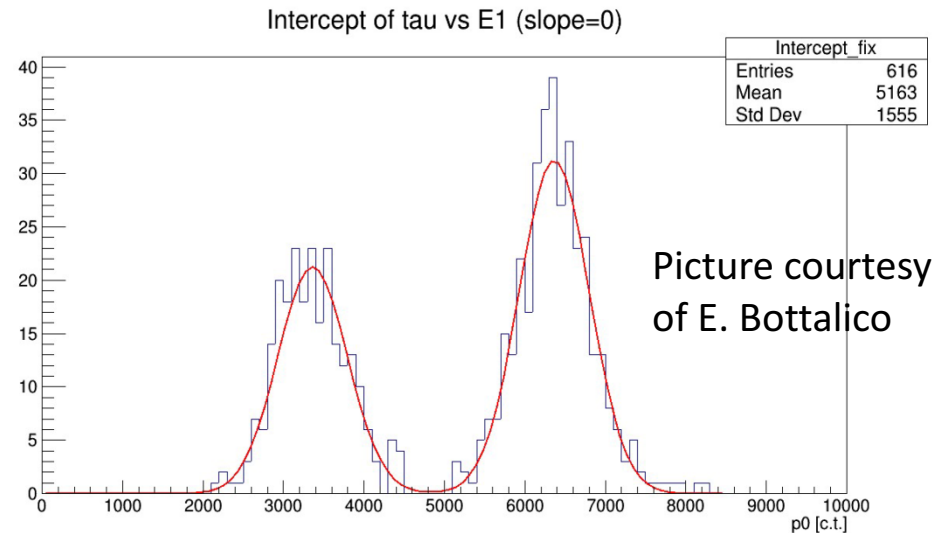 Intercept of tau vs E1 (slope=0)
Intercept_fix
Entries 616
Mean 5163
Std Dev 1555
40
35
30
25
20
15
10
5
0
Picture courtesy
of E. Bottalico
0 1000 2000 3000 4000 5000 6000 7000 8000 9000 10000
p0 [c.t.]